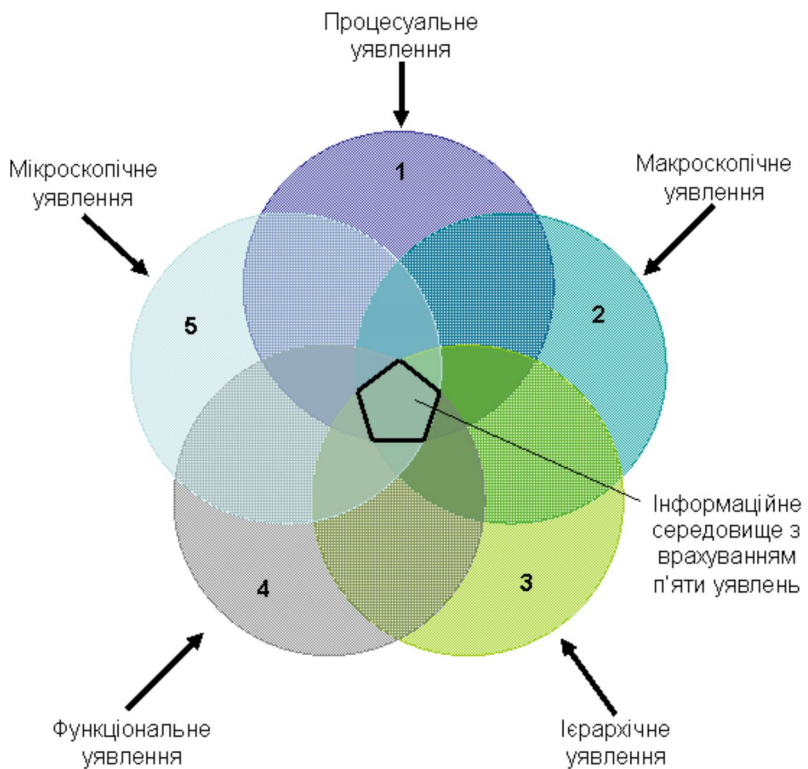 Процесуальне
уявлення
Мікроскопічне
уявлення
Макроскопічне
уявлення
1
5
2
Інформаційне
середовище з
врахуванням
п'яти уявлень
4
3
Функціональне
уявлення
Ієрархічне
уявлення